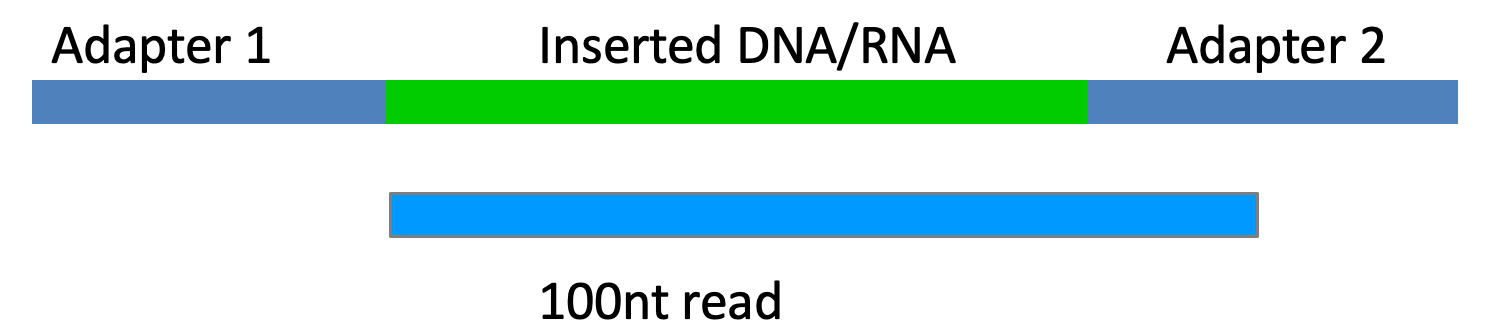 Adapter 1 Inserted DNA/RNA Adapter 2
100nt read